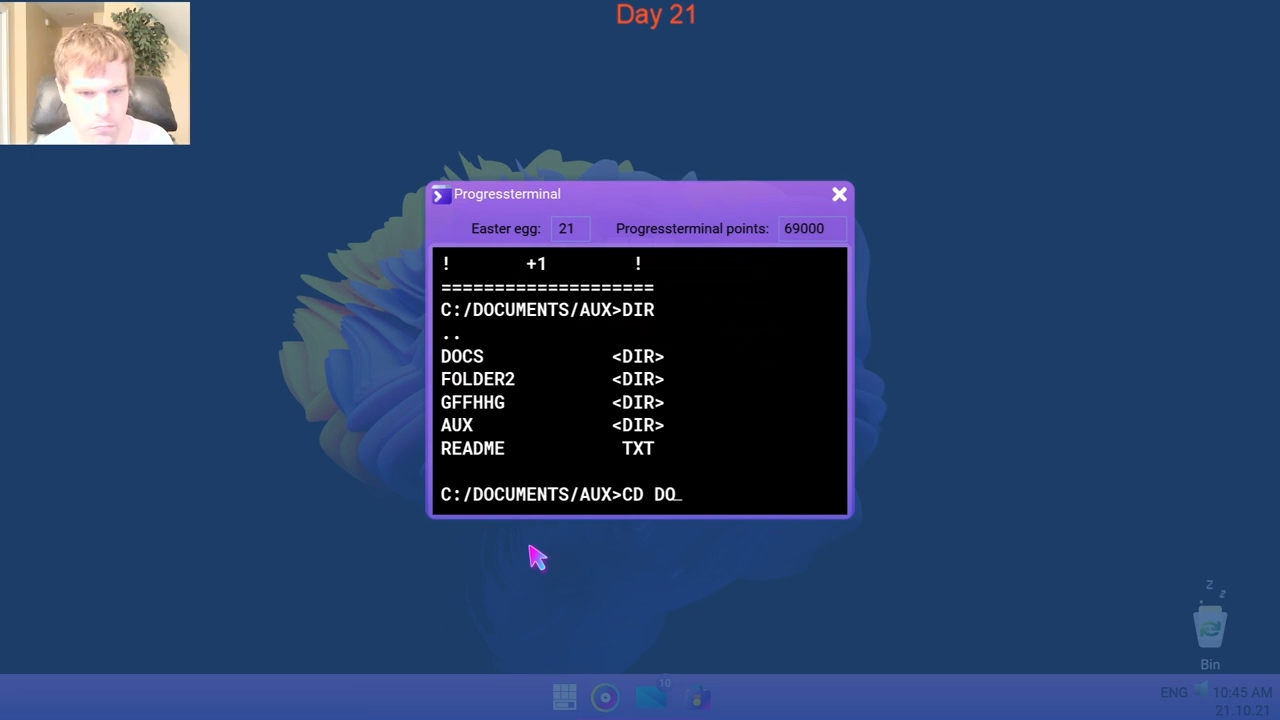 Day 21
Progressterminal
Easter egg: 21 Progressterminal points: 69000
! +1 !
====================
C:/DOCUMENTS/AUX>DIR
..
DOCS <DIR>
FOLDER2 <DIR>
GFFHHG <DIR>
AUX <DIR>
README TXT
C:/DOCUMENTS/AUX>CD DO_
Z z
Bin
10
ENG 10:45 AM
21.10.21